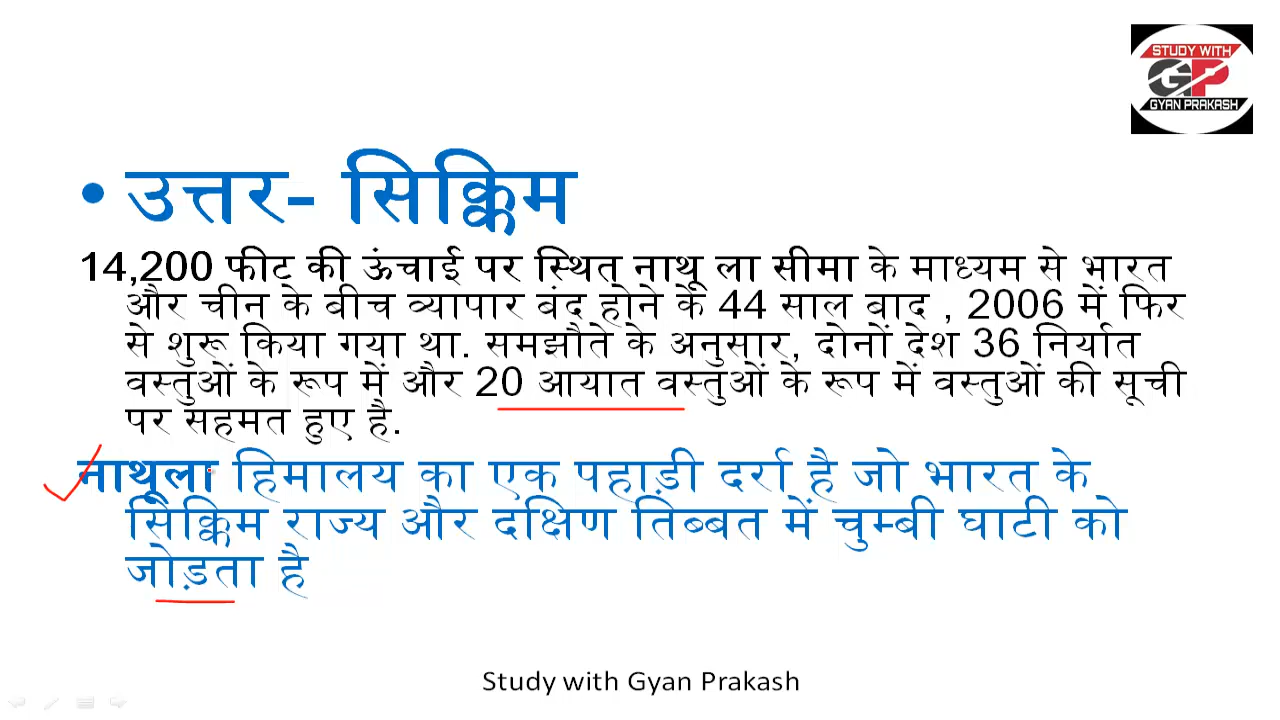 STUDY WITH
GP
GYAN PRAKASH
• उत्तर- सिक्किम
14,200 फीट की ऊंचाई पर स्थित नाथू ला सीमा के माध्यम से भारत
और चीन के बीच व्यापार बंद होने के 44 साल बाद , 2006 में फिर
से शुरू किया गया था. समझौते के अनुसार, दोनों देश 36 निर्यात
वस्तुओं के रूप में और 20 आयात वस्तुओं के रूप में वस्तुओं की सूची
पर सहमत हुए है.
नाथूला हिमालय का एक पहाड़ी दर्रा है जो भारत के
सिक्किम राज्य और दक्षिण तिब्बत में चुम्बी घाटी को
जोड़ता है
Study with Gyan Prakash